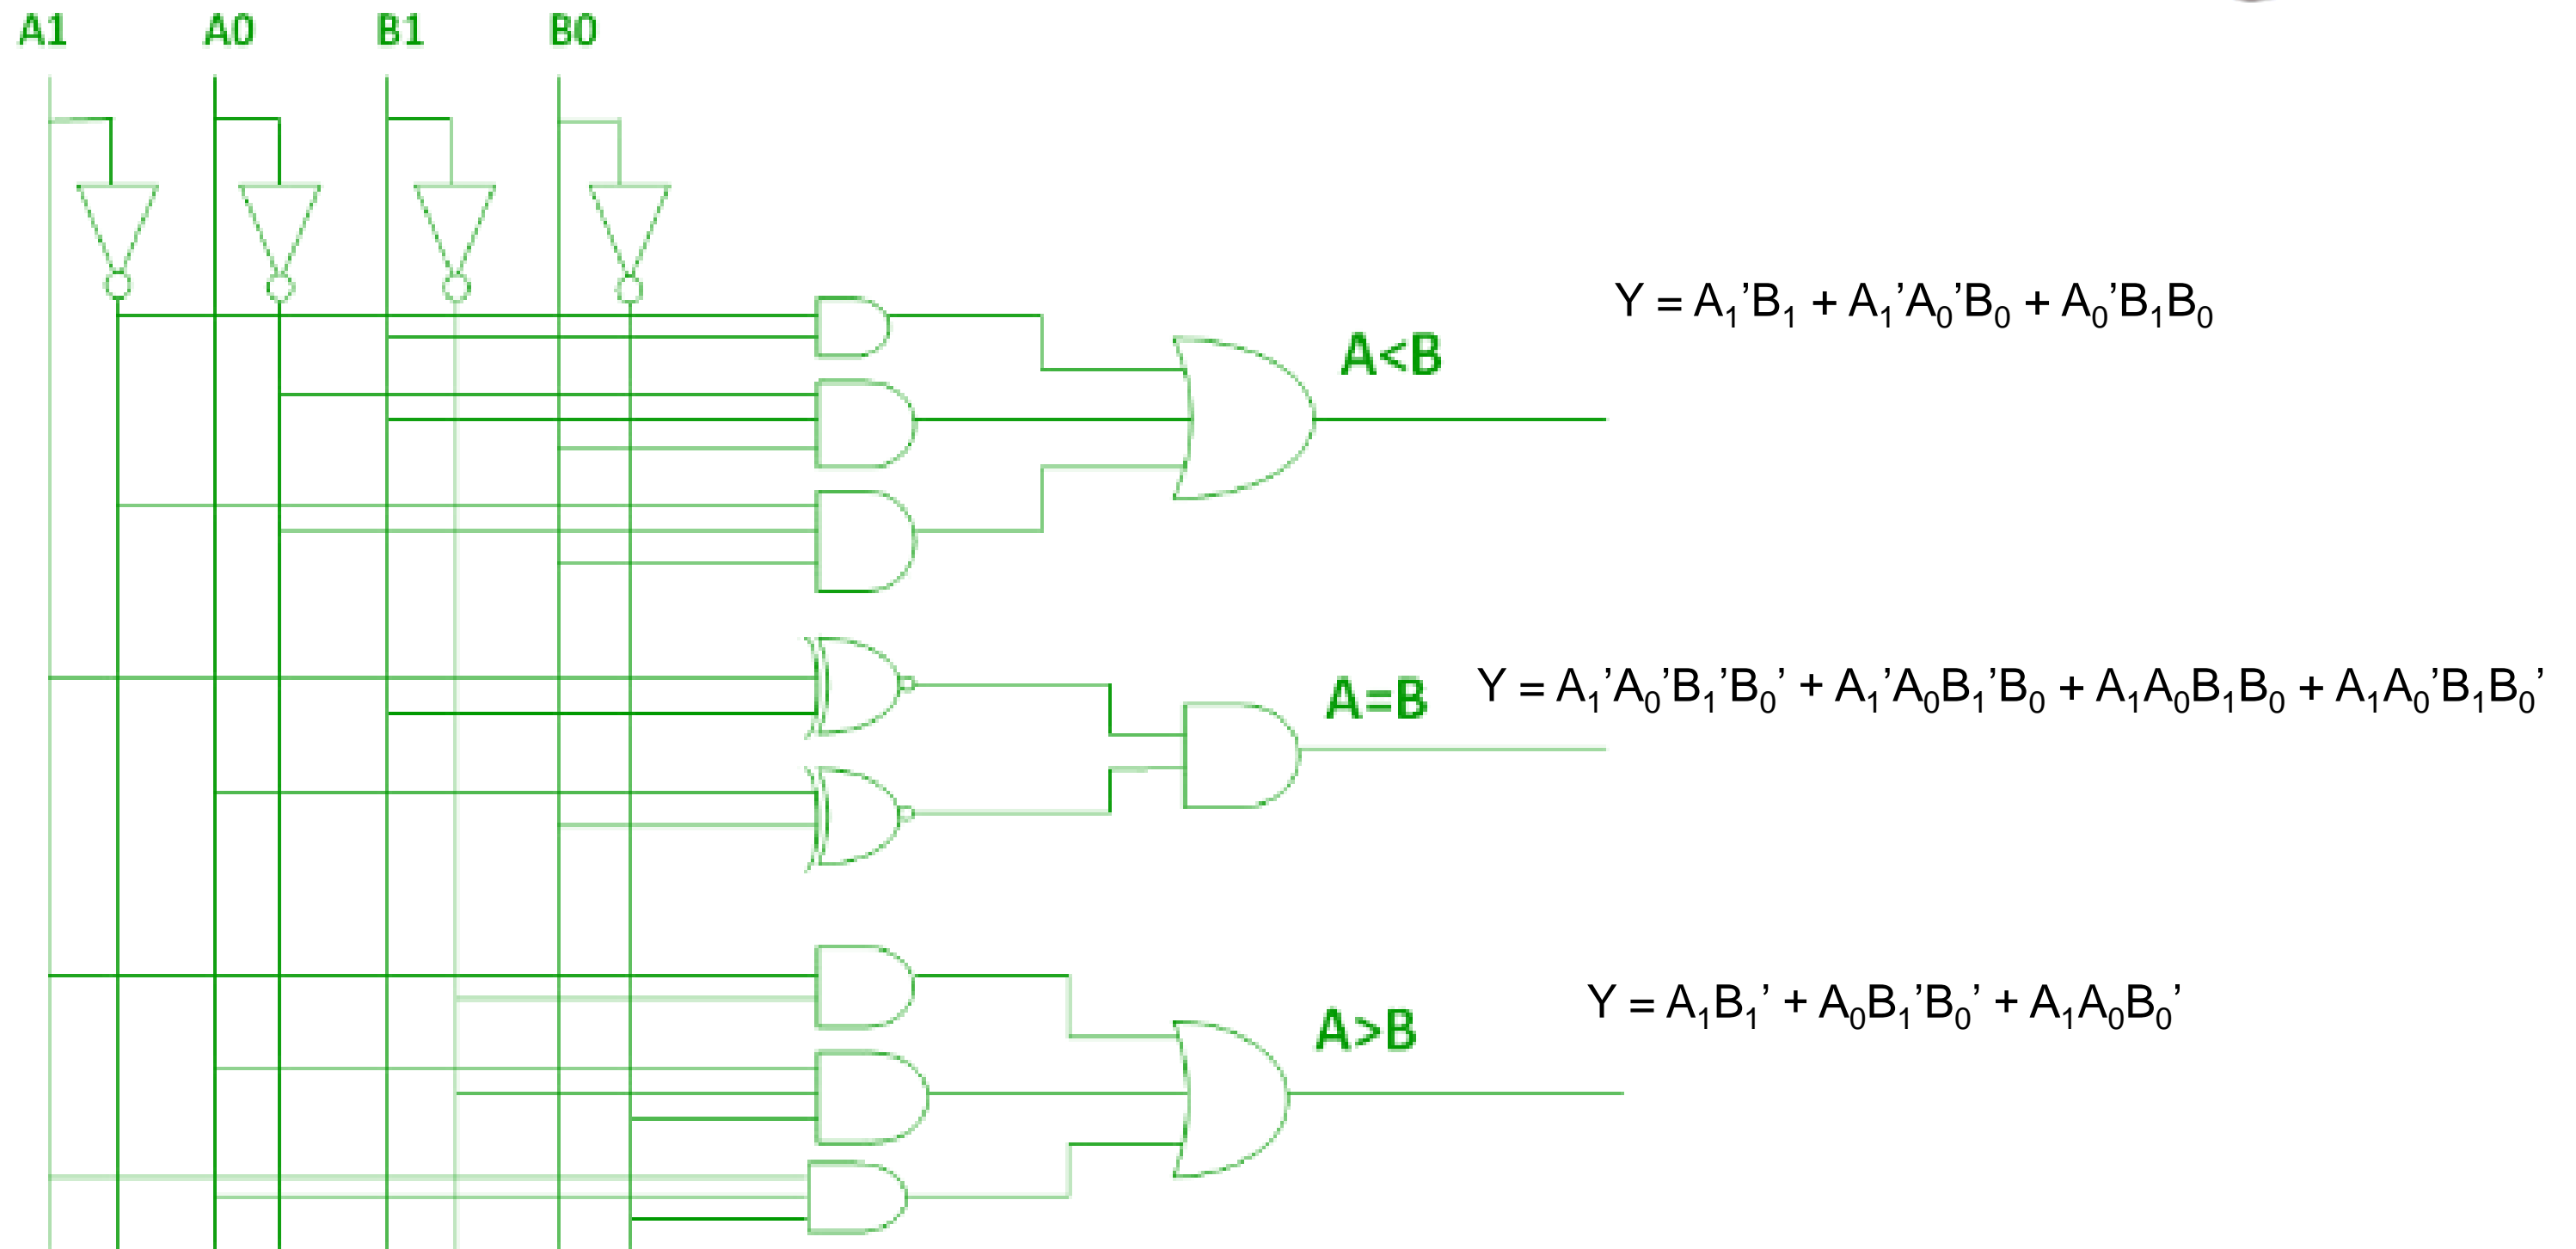 A1 A0 B1 B0
Y = A₁’B₁ + A₁’A₀’B₀ + A₀’B₁B₀
A<B
Y = A₁’A₀’B₁’B₀’ + A₁’A₀B₁’B₀ + A₁A₀B₁B₀ + A₁A₀’B₁B₀’
A=B
Y = A₁B₁’ + A₀B₁’B₀’ + A₁A₀B₀’
A>B